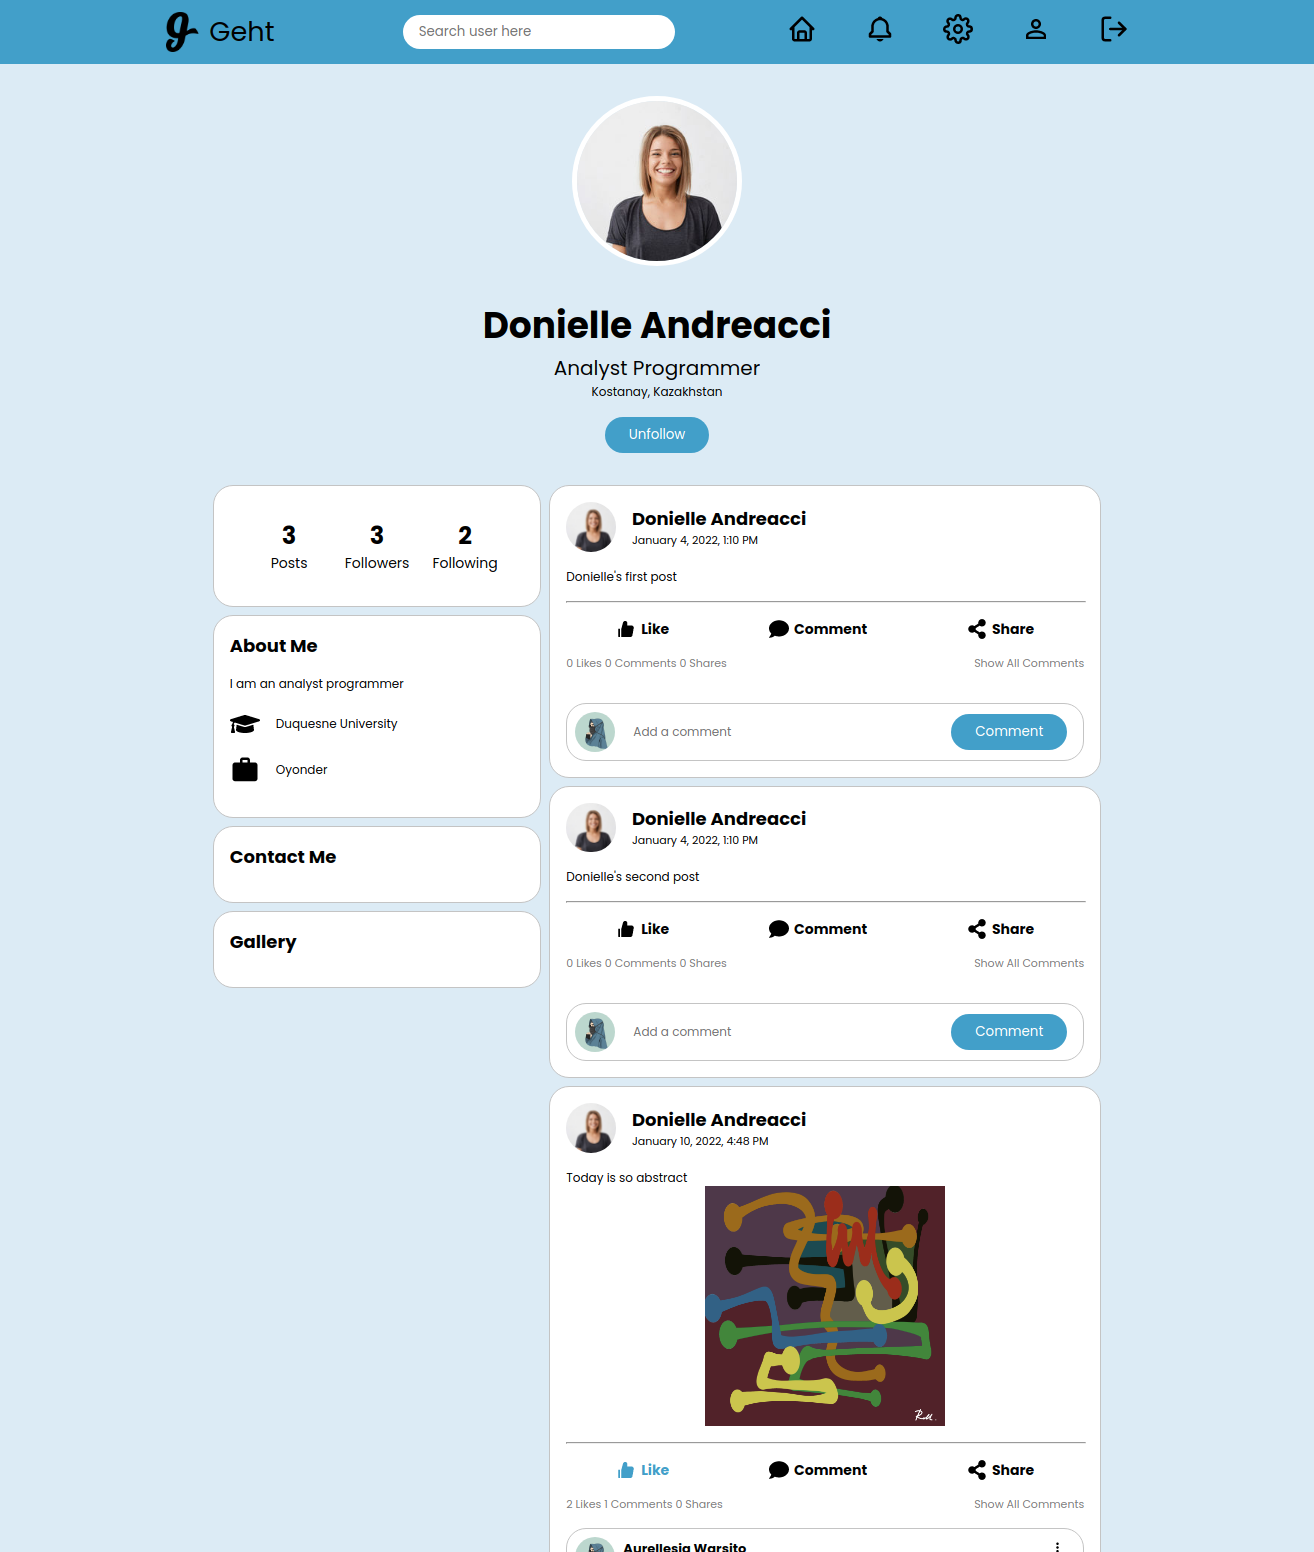 g Geht
Search user here
Donielle Andreacci
Analyst Programmer
Kostanay, Kazakhstan
Unfollow
3 3 2
Posts Followers Following
About Me
I am an analyst programmer
Duquesne University
Oyonder
Contact Me
Gallery
Donielle Andreacci
January 4, 2022, 1:10 PM
Donielle's first post
Like Comment Share
0 Likes 0 Comments 0 Shares Show All Comments
Add a comment Comment
Donielle Andreacci
January 4, 2022, 1:10 PM
Donielle's second post
Like Comment Share
0 Likes 0 Comments 0 Shares Show All Comments
Add a comment Comment
Donielle Andreacci
January 10, 2022, 4:48 PM
Today is so abstract
Like Comment Share
2 Likes 1 Comments 0 Shares Show All Comments
Aurellesia Warsito